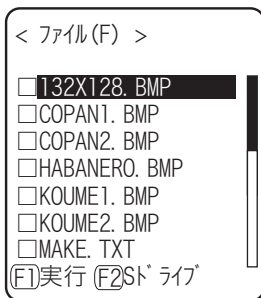 < ﾌｧｲﾙ(F) >
□132X128. BMP
□COPAN1. BMP
□COPAN2. BMP
□HABANERO. BMP
□KOUME1. BMP
□KOUME2. BMP
□MAKE. TXT
F1実行 F2Sﾄﾞﾗｲﾌﾞ